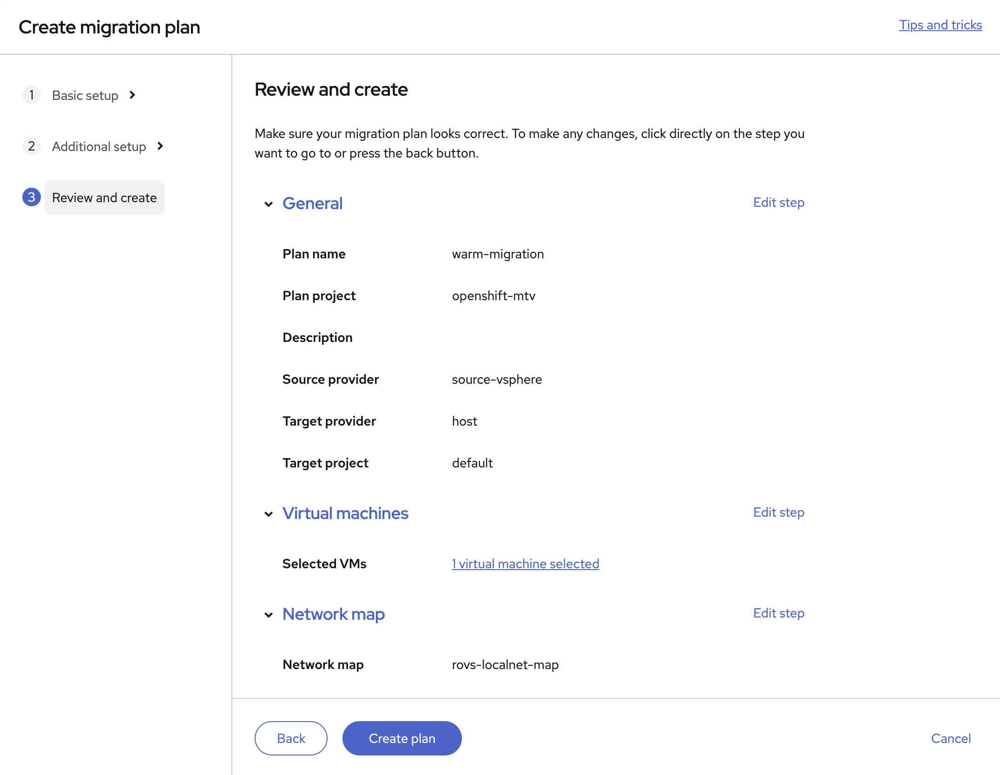 Create migration plan
Tips and tricks
1 Basic setup
2 Additional setup
3 Review and create
Review and create
Make sure your migration plan looks correct. To make any changes, click directly on the step you
want to go to or press the back button.
General
Edit step
Plan name warm-migration
Plan project openshift-mtv
Description
Source provider source-vsphere
Target provider host
Target project default
Virtual machines
Edit step
Selected VMs 1 virtual machine selected
Network map
Edit step
Network map rovs-localnet-map
Back
Create plan
Cancel